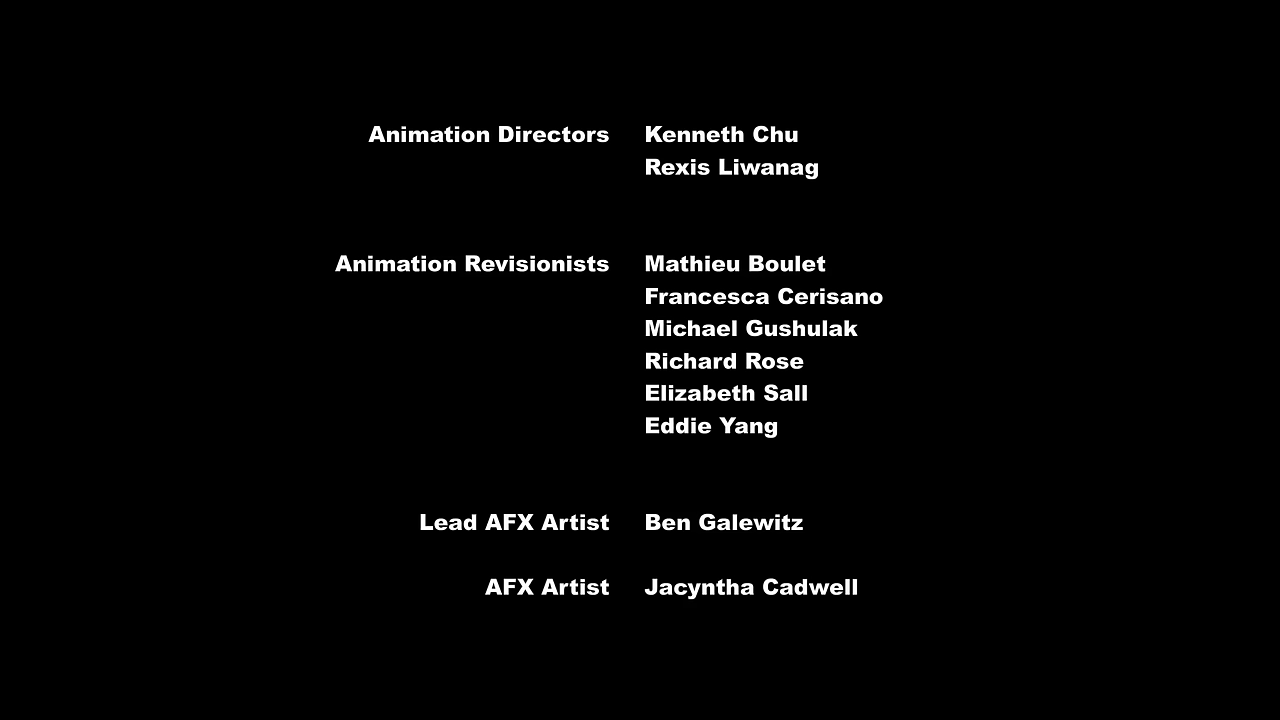 Animation Directors Kenneth Chu
Rexis Liwanag
Animation Revisionists Mathieu Boulet
Francesca Cerisano
Michael Gushulak
Richard Rose
Elizabeth Sall
Eddie Yang
Lead AFX Artist Ben Galewitz
AFX Artist Jacyntha Cadwell